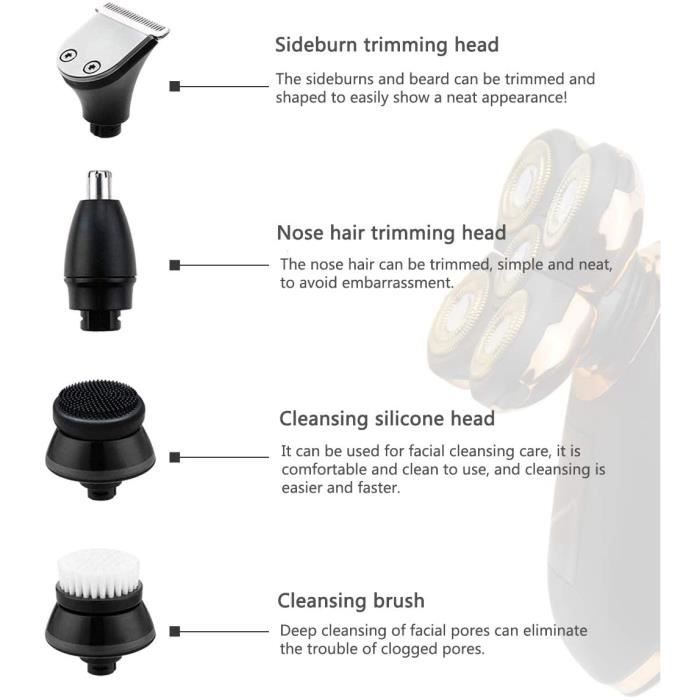 Sideburn trimming head
The sideburns and beard can be trimmed and
shaped to easily show a neat appearance!
Nose hair trimming head
The nose hair can be trimmed, simple and neat,
to avoid embarrassment.
Cleansing silicone head
It can be used for facial cleansing care, it is
comfortable and clean to use, and cleansing is
easier and faster.
Cleansing brush
Deep cleansing of facial pores can eliminate
the trouble of clogged pores.